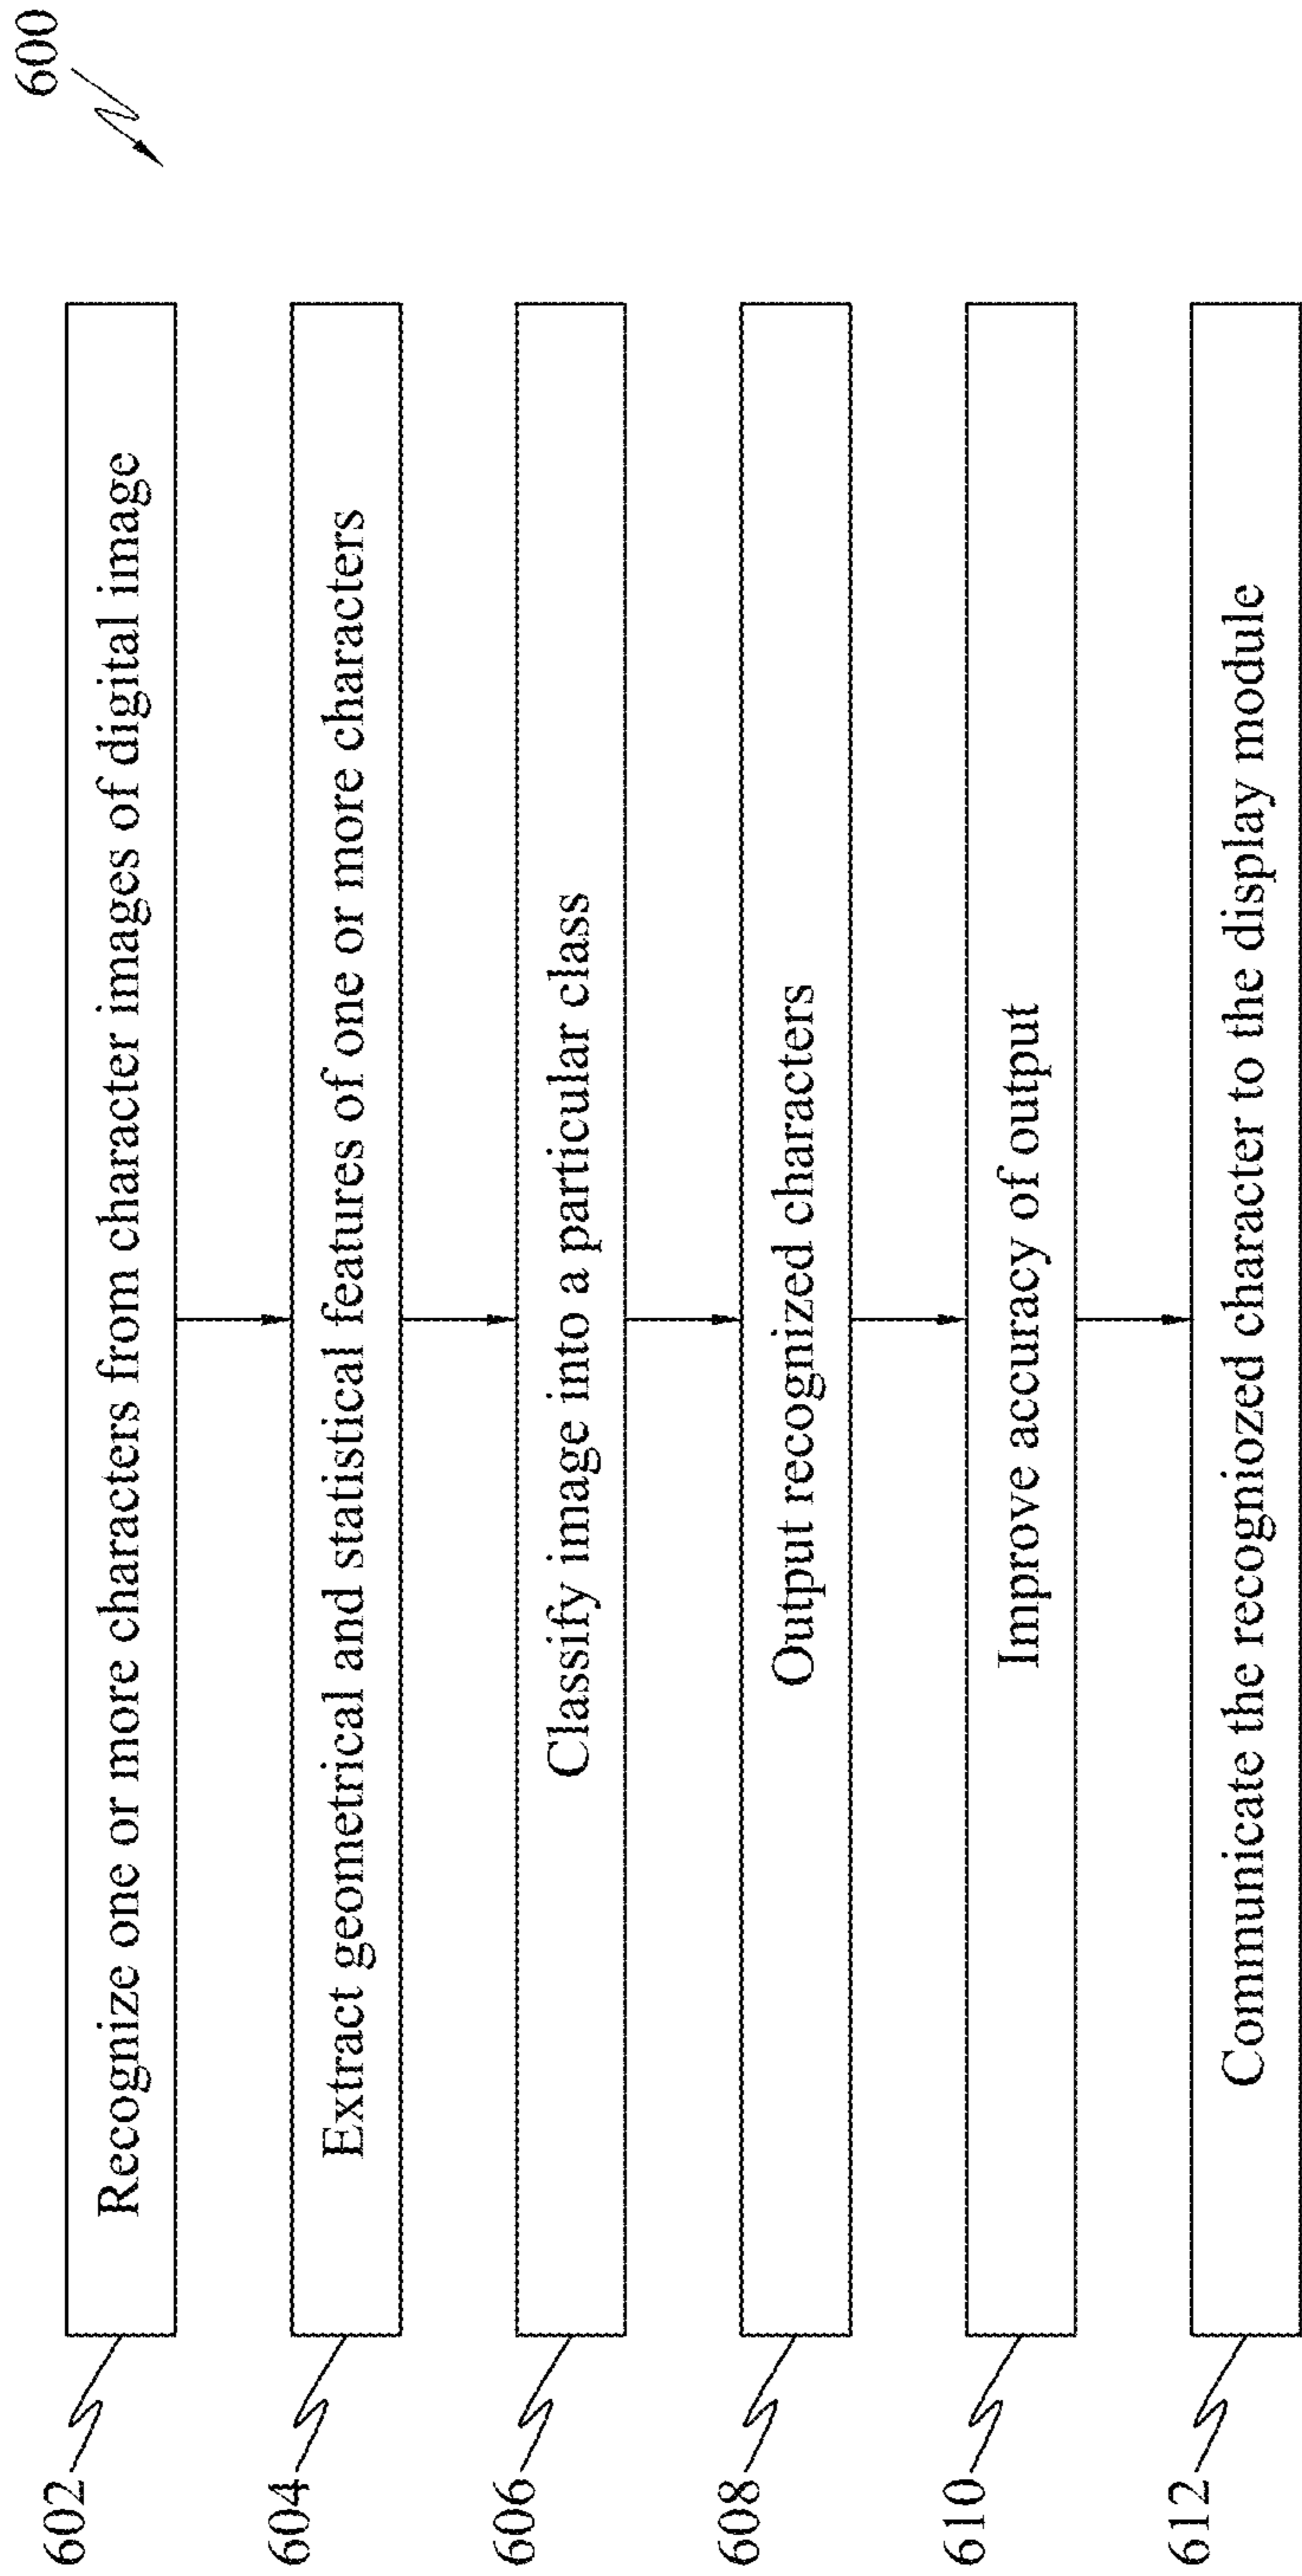 600
602
Recognize one or more characters from character images of digital image
604
Extract geometrical and statistical features of one or more characters
606
Classify image into a particular class
608
Output recognized characters
610
Improve accuracy of output
612
Communicate the recogniozed character to the display module